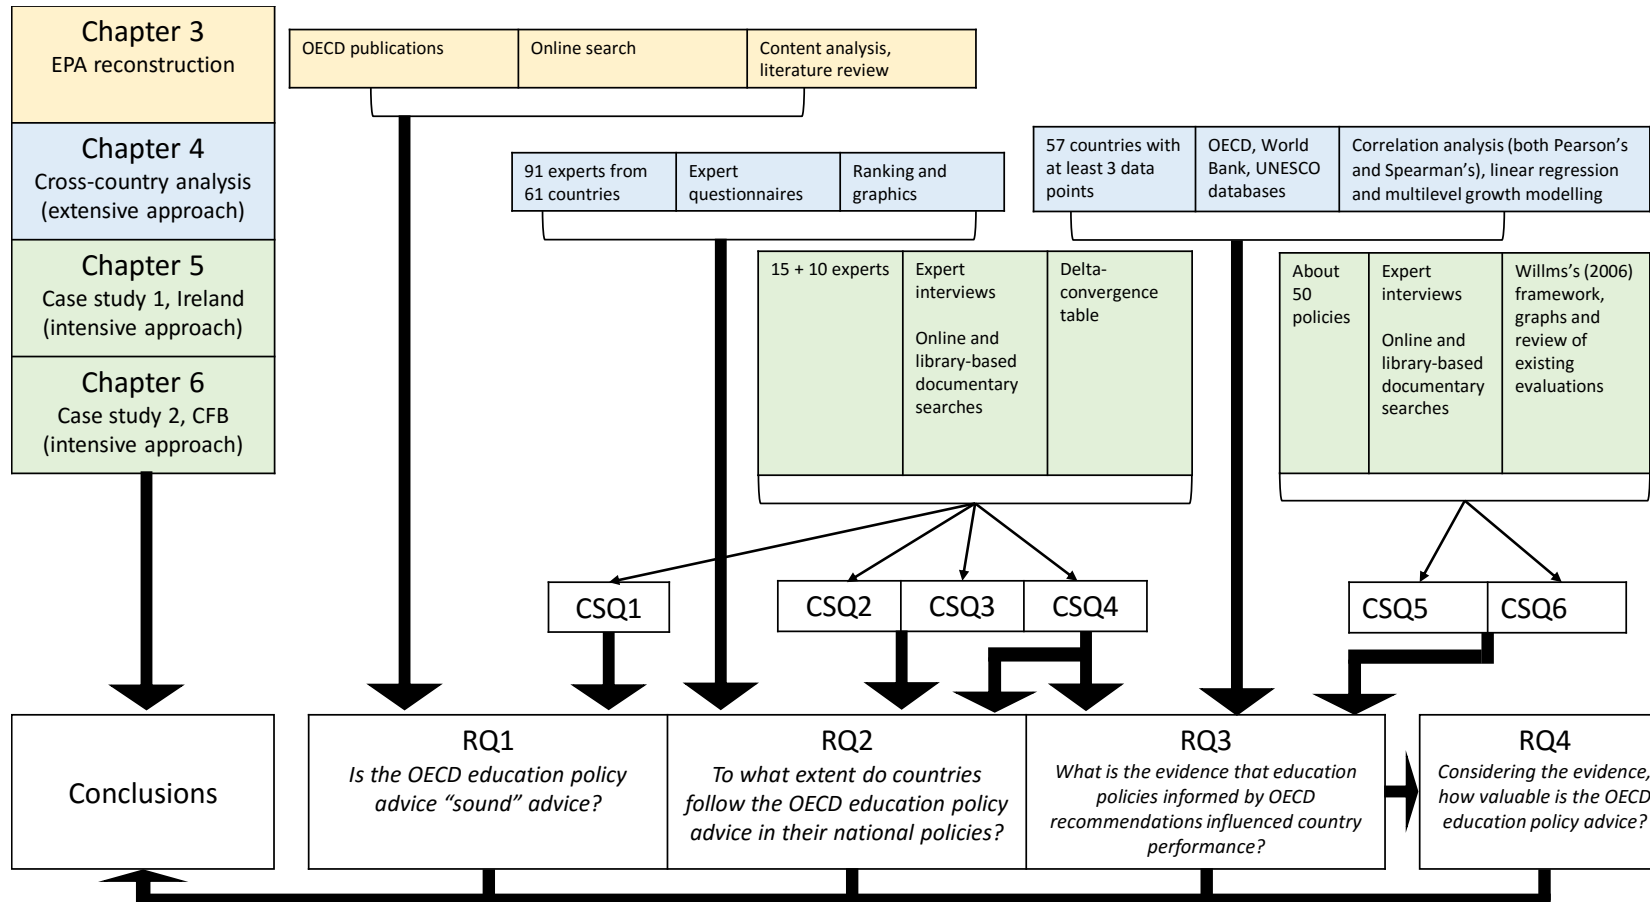 Chapter 3
EPA reconstruction
Chapter 4
Cross-country analysis
(extensive approach)
Chapter 5
Case study 1, Ireland
(intensive approach)
Chapter 6
Case study 2, CFB
(intensive approach)
OECD publications
Online search
Content analysis,
literature review
91 experts from
61 countries
Expert
questionnaires
Ranking and
graphics
57 countries with
at least 3 data
points
OECD, World
Bank, UNESCO
databases
Correlation analysis (both Pearson's
and Spearman's), linear regression
and multilevel growth modelling
15 + 10 experts
Expert
interviews
Online and
library-based
documentary
searches
Delta-
convergence
table
About
50
policies
Expert
interviews
Online and
library-based
documentary
searches
Willms's (2006)
framework,
graphs and
review of
existing
evaluations
CSQ1
CSQ2
CSQ3
CSQ4
CSQ5
CSQ6
Conclusions
RQ1
Is the OECD education policy
advice "sound" advice?
RQ2
To what extent do countries
follow the OECD education policy
advice in their national policies?
RQ3
What is the evidence that education
policies informed by OECD
recommendations influenced country
performance?
RQ4
Considering the evidence,
how valuable is the OECD
education policy advice?